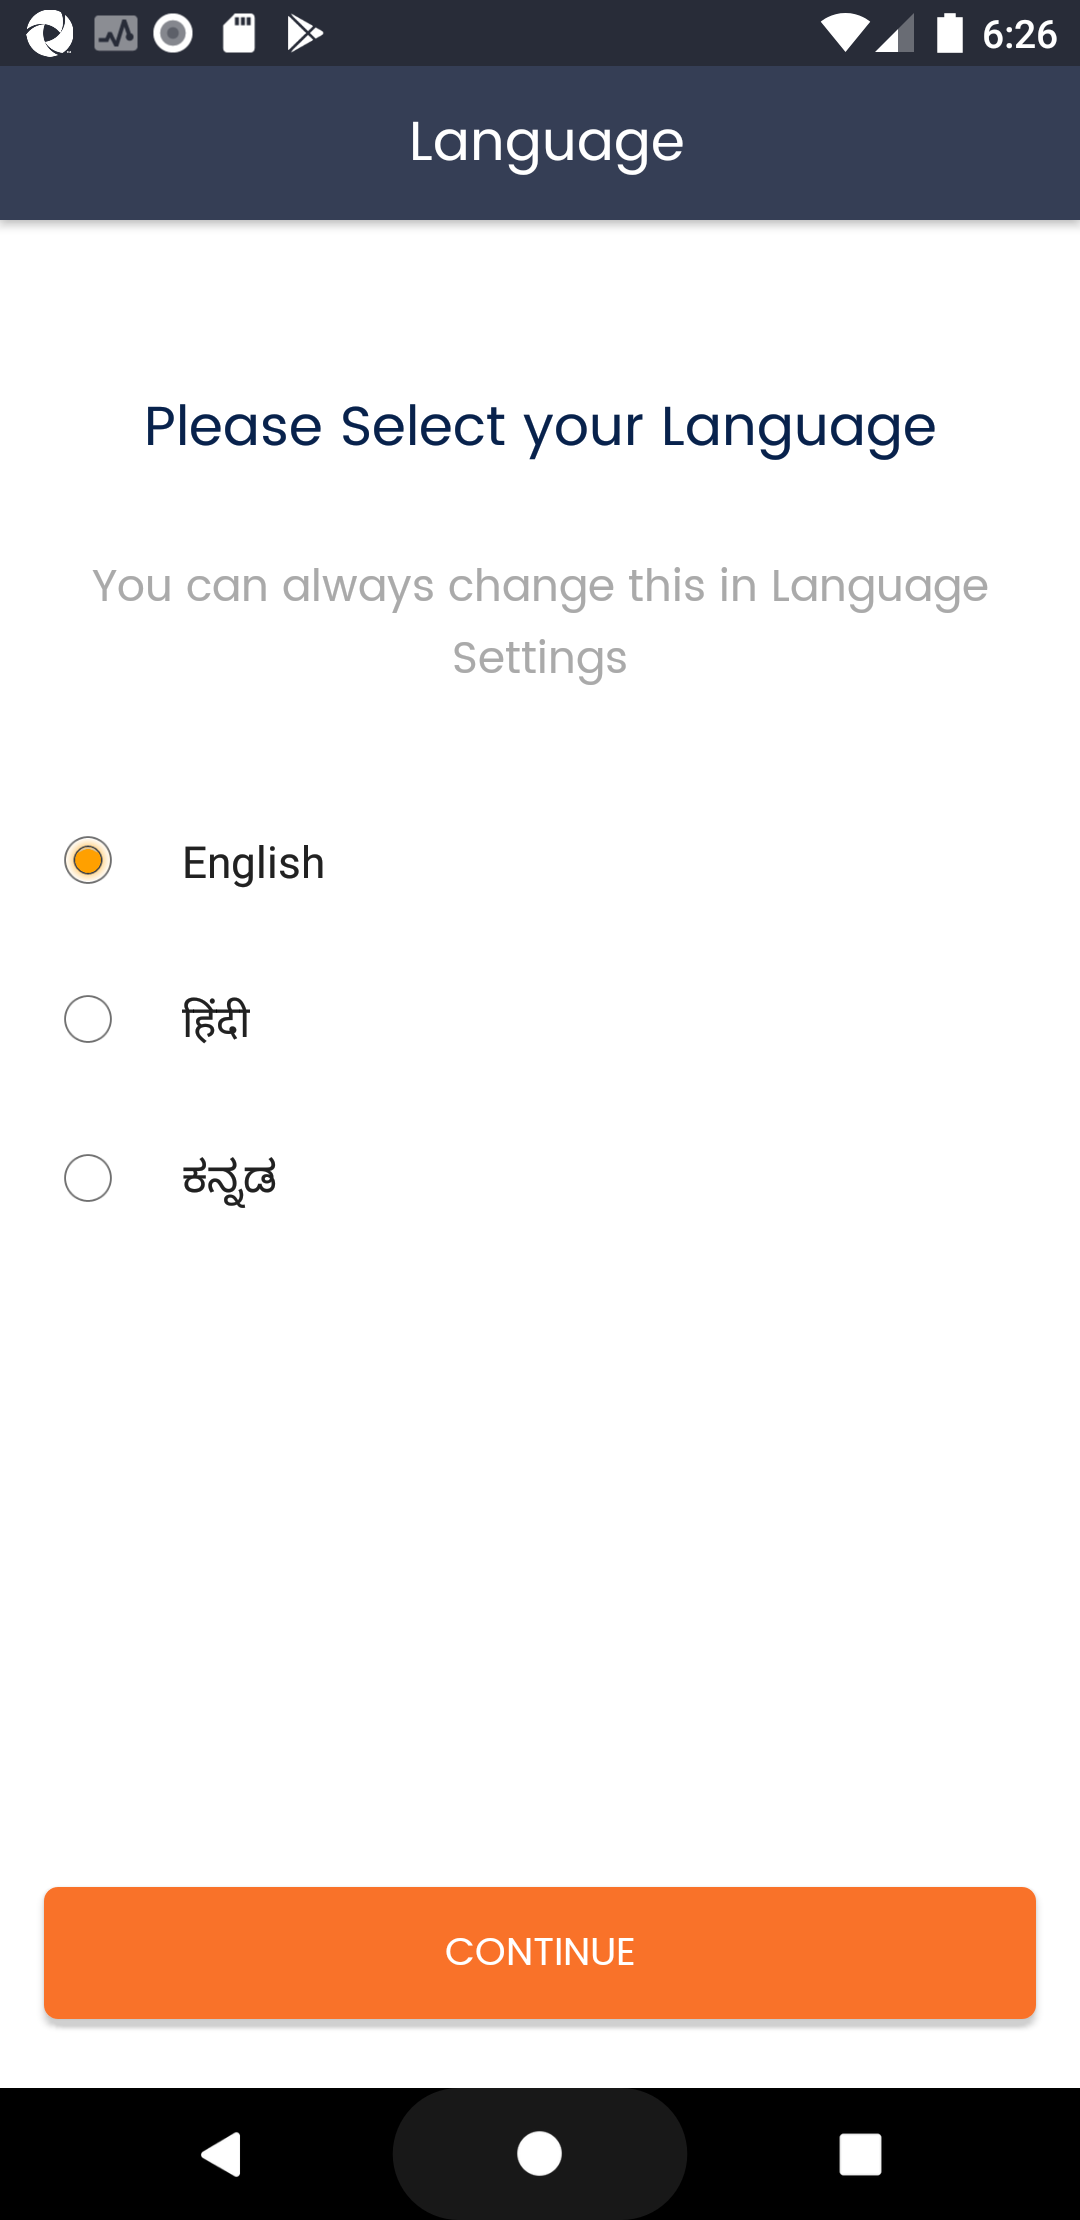 6:26
Language
Please Select your Language
You can always change this in Language
Settings
English
हिंदी
ಕನ್ನಡ
CONTINUE